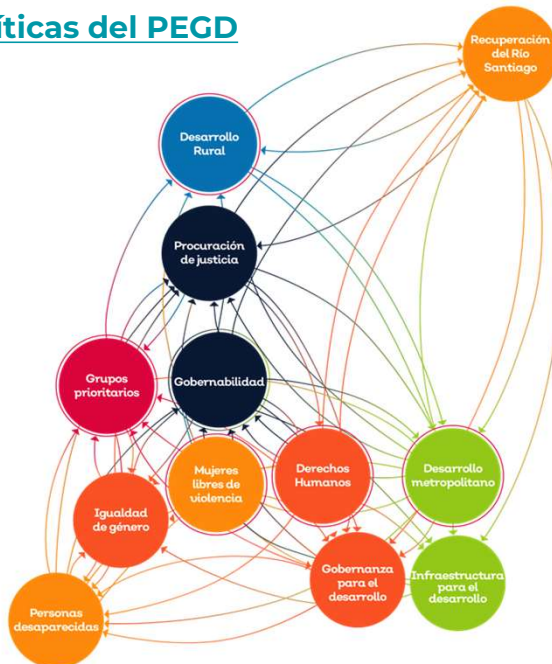 íticas del PEGD
Recuperación
del Río
Santiago
Desarrollo
Rural
Procuración
de justicia
Grupos
prioritarios
Gobernabilidad
Mujeres
libres de
violencia
Derechos
Humanos
Desarrollo
metropolitano
Igualdad
de género
Gobernanza
para el
desarrollo
Infraestructura
para el
desarrollo
Personas
desaparecidas